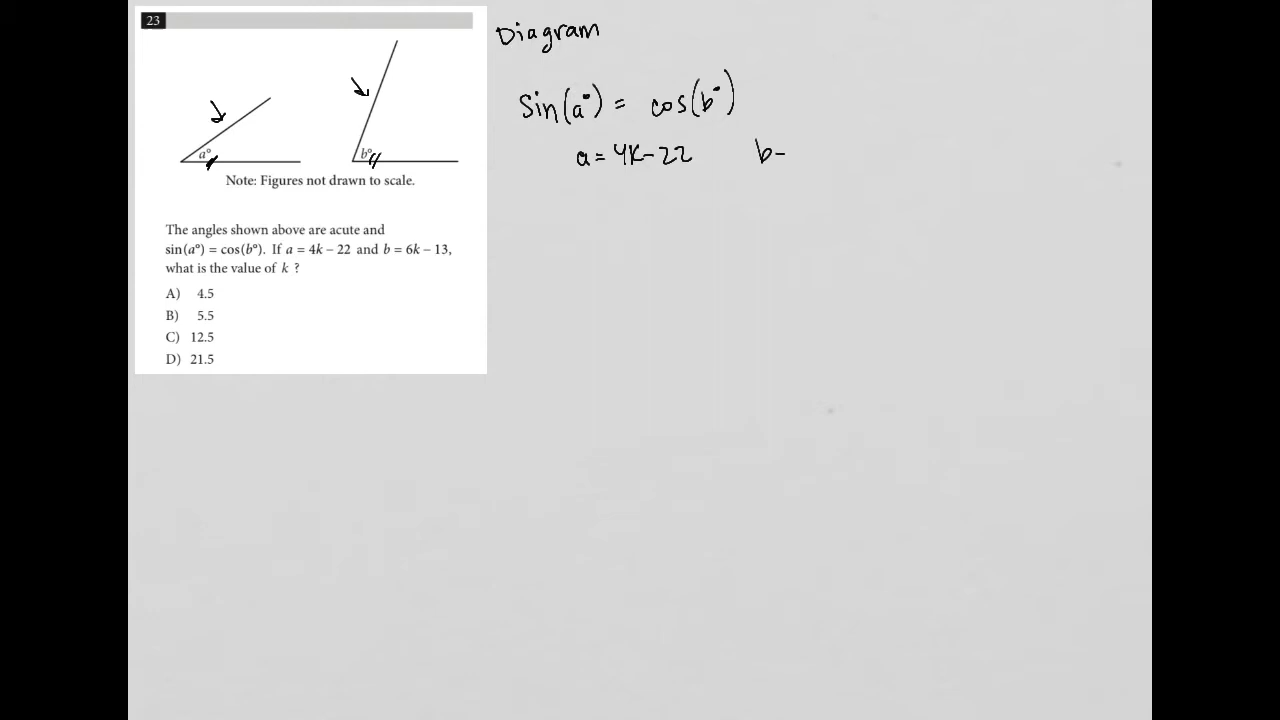 23
a°
b°
Note: Figures not drawn to scale.
The angles shown above are acute and
sin(a°) = cos(b°). If a = 4k – 22 and b = 6k – 13,
what is the value of k ?
A) 4.5
B) 5.5
C) 12.5
D) 21.5
Diagram
Sin(a°) = cos(b°)
a = 4k – 22 b –